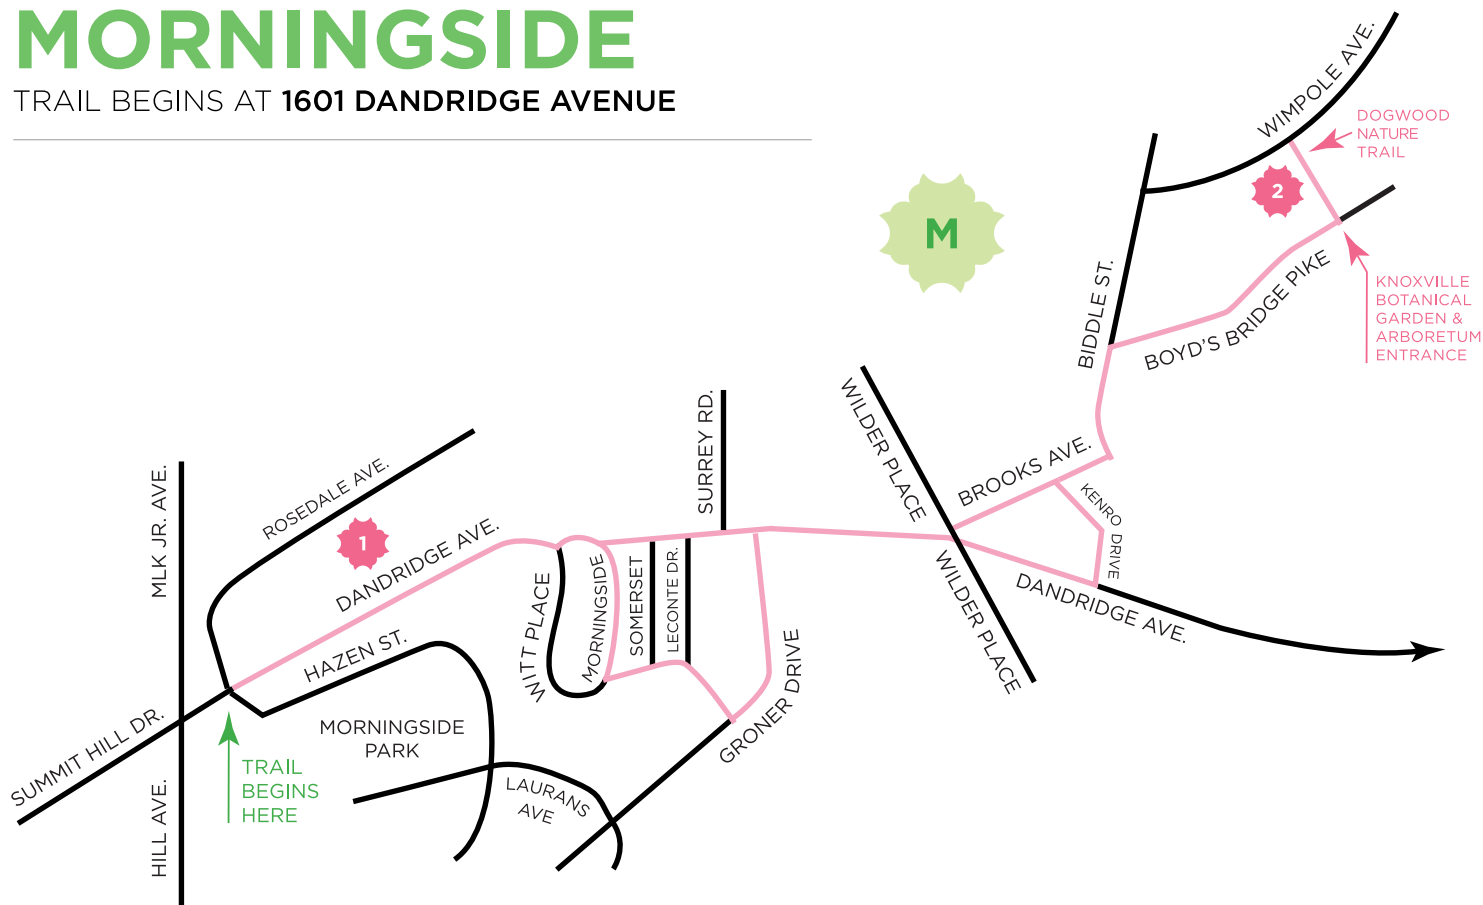 MORNINGSIDE
TRAIL BEGINS AT 1601 DANDRIDGE AVENUE
WIMPOLE AVE.
DOGWOOD
NATURE
TRAIL
2
M
BIDDLE ST.
BOYD'S BRIDGE PIKE
KNOXVILLE
BOTANICAL
GARDEN &
ARBORETUM
ENTRANCE
WILDER PLACE
SURREY RD.
BROOKS AVE.
KENRO DRIVE
MLK JR. AVE.
ROSEDALE AVE.
1
DANDRIDGE AVE.
HAZEN ST.
WITT PLACE
MORNINGSIDE
SOMERSET
LECONTE DR.
WILDER PLACE
DANDRIDGE AVE.
GRONER DRIVE
SUMMIT HILL DR.
MORNINGSIDE
PARK
TRAIL
BEGINS
HERE
LAURANS
AVE
HILL AVE.